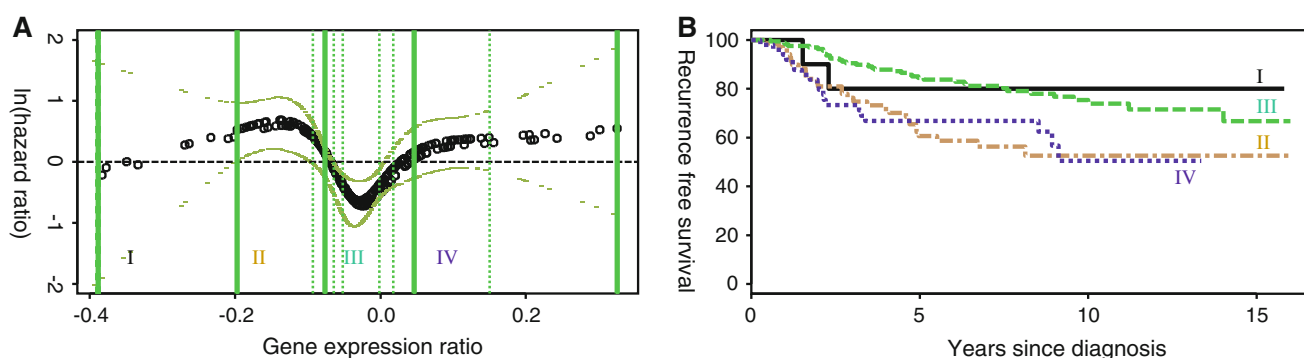 A
ln(hazard ratio)
2
1
0
-1
-2
I
II
III
IV
-0.4
-0.2
0.0
0.2
Gene expression ratio
B
Recurrence free survival
100
80
60
40
20
0
I
III
II
IV
0
5
10
15
Years since diagnosis